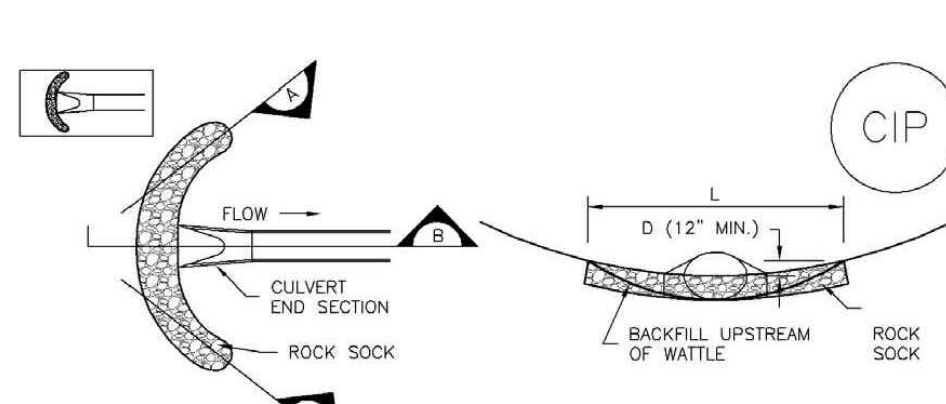 A
CIP
L
FLOW
D (12" MIN.)
B
CULVERT
END SECTION
ROCK SOCK
BACKFILL UPSTREAM
OF WATTLE
ROCK
SOCK